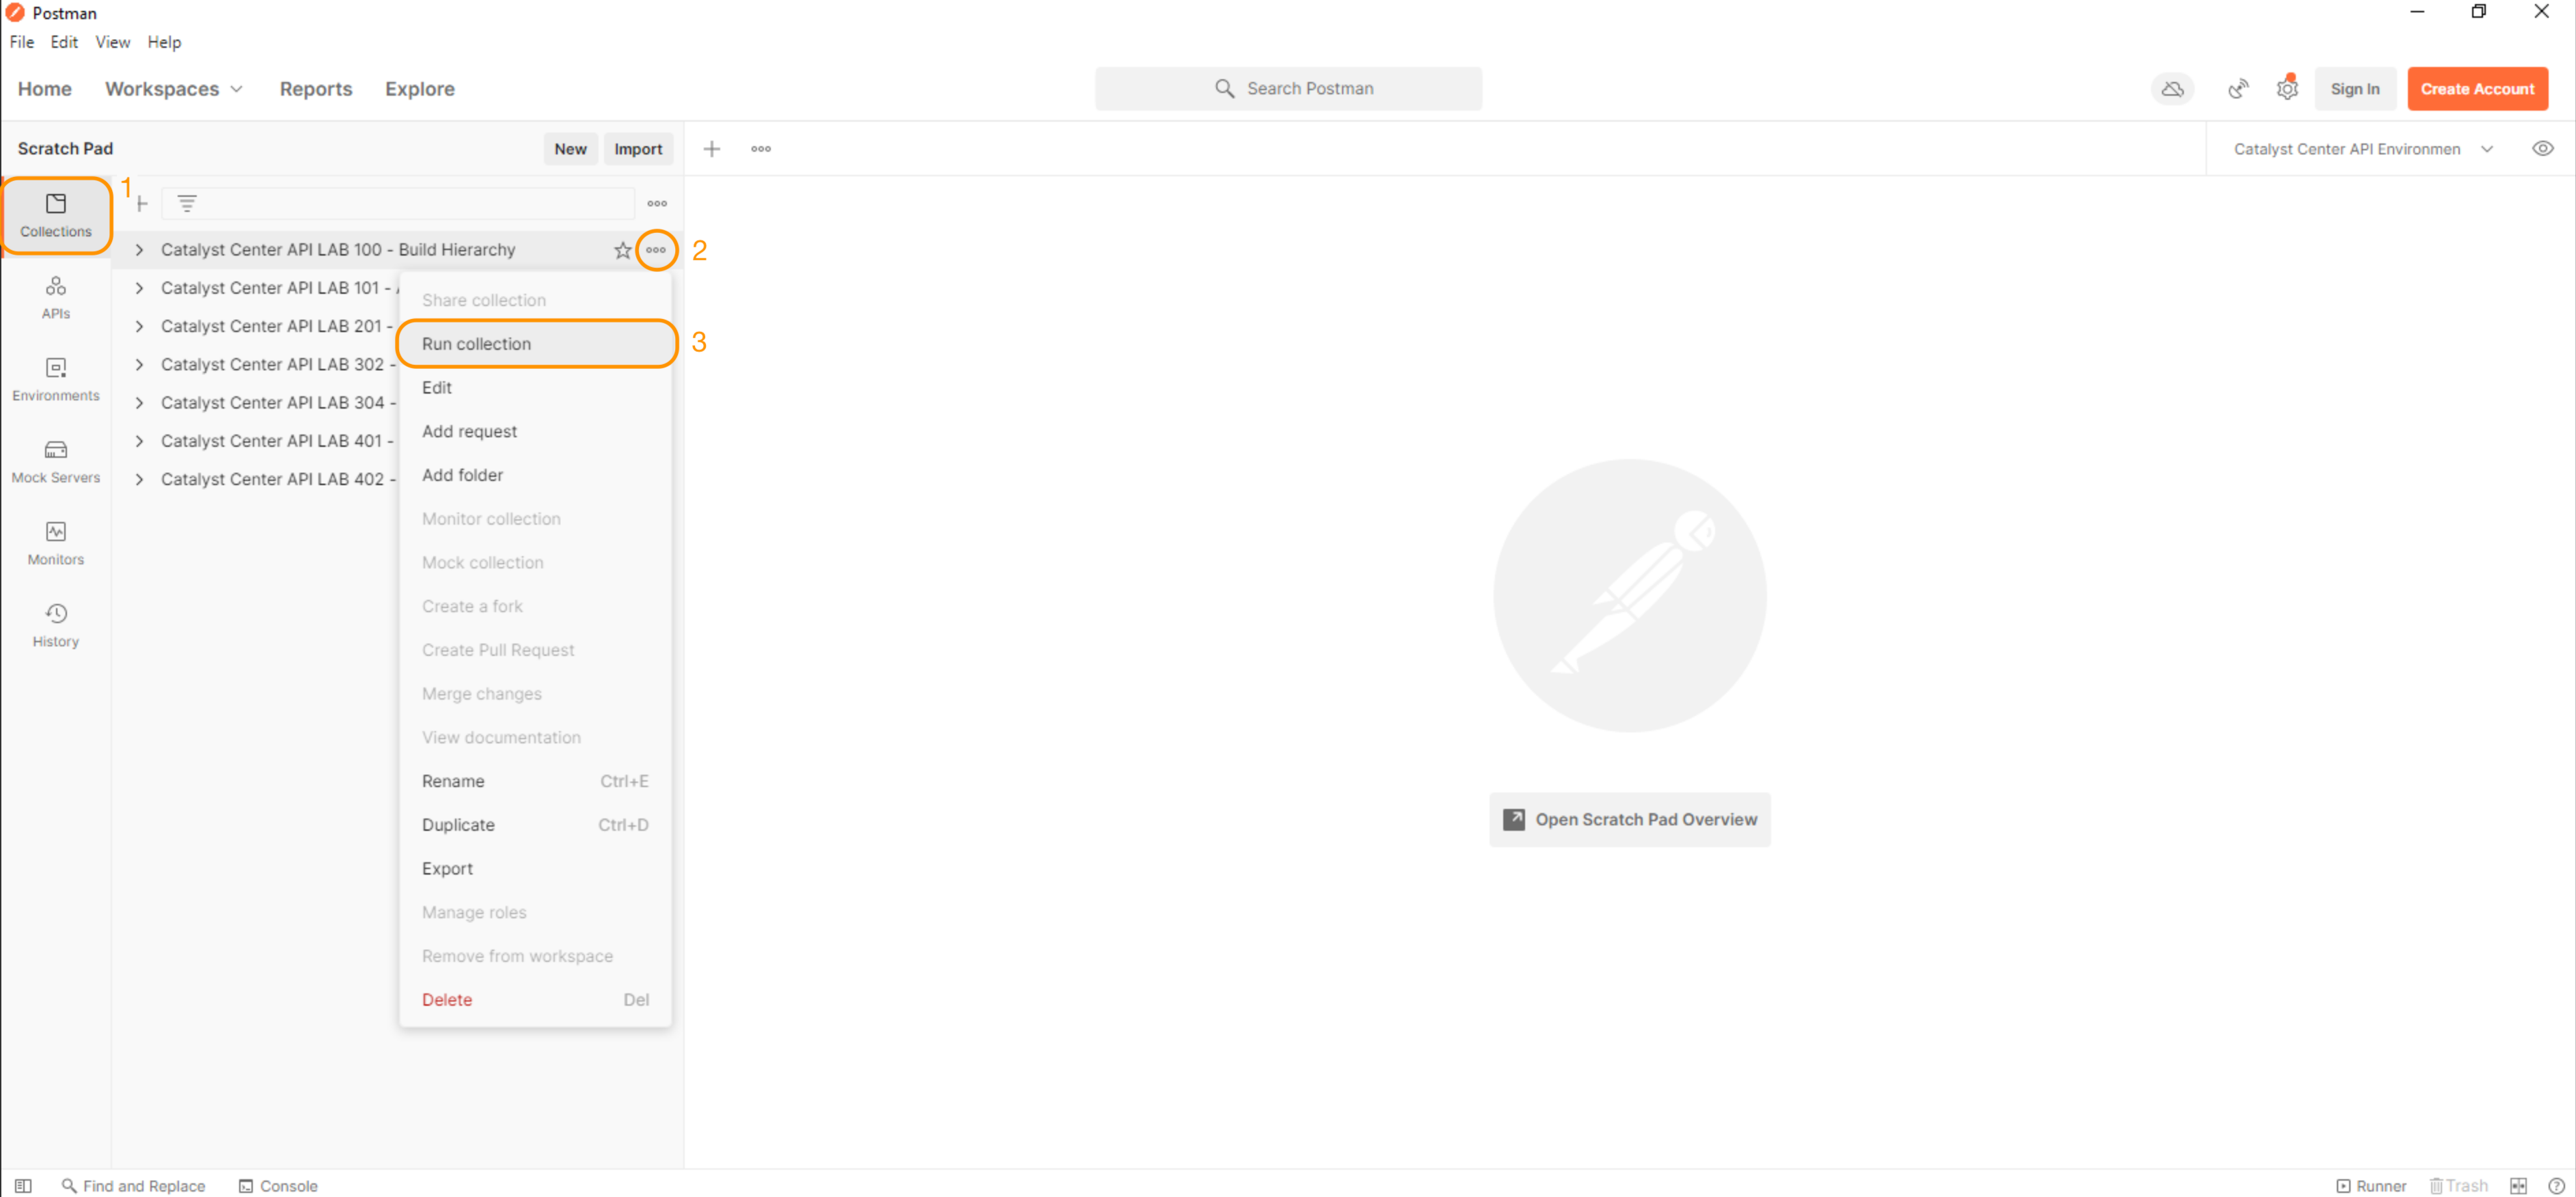 Postman
File Edit View Help
Home Workspaces Reports Explore
Search Postman
Sign In Create Account
Scratch Pad New Import
Catalyst Center API Environmen
1
Collections
APIs
Environments
Mock Servers
Monitors
History
Catalyst Center API LAB 100 - Build Hierarchy
2
Catalyst Center API LAB 101 -
Catalyst Center API LAB 201 -
Catalyst Center API LAB 302 -
Catalyst Center API LAB 304 -
Catalyst Center API LAB 401 -
Catalyst Center API LAB 402 -
Share collection
Run collection
3
Edit
Add request
Add folder
Monitor collection
Mock collection
Create a fork
Create Pull Request
Merge changes
View documentation
Rename Ctrl+E
Duplicate Ctrl+D
Export
Manage roles
Remove from workspace
Delete Del
Open Scratch Pad Overview
Find and Replace Console
Runner Trash